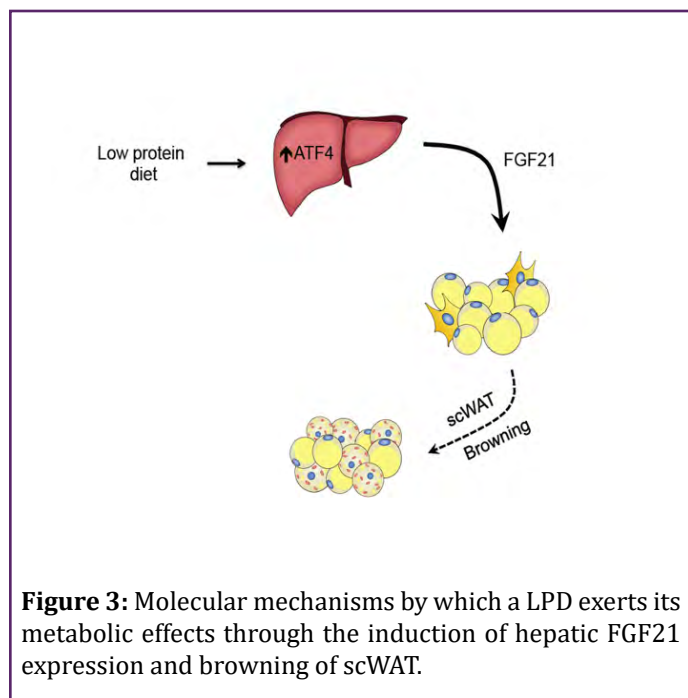 Low protein
diet
↑ATF4
FGF21
scWAT
Browning
Figure 3: Molecular mechanisms by which a LPD exerts its
metabolic effects through the induction of hepatic FGF21
expression and browning of scWAT.